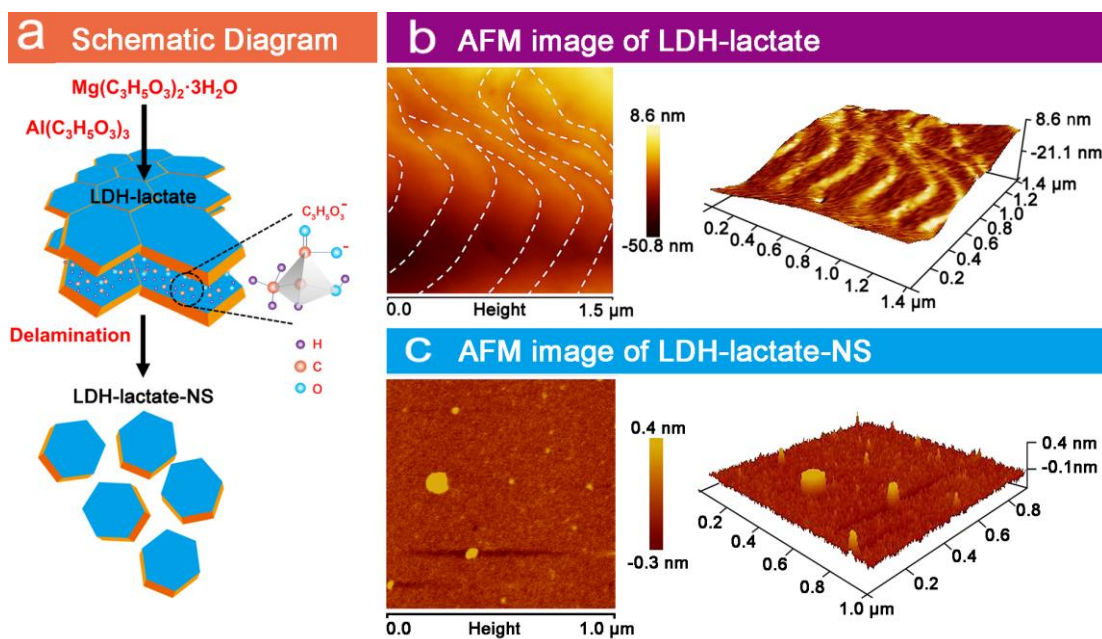 a Schematic Diagram
Mg(C₃H₅O₃)₂·3H₂O
Al(C₃H₅O₃)₃
LDH-lactate
C₃H₅O₃⁻
-
H
C
O
Delamination
LDH-lactate-NS
b AFM image of LDH-lactate
8.6 nm
-50.8 nm
0.0 Height 1.5 μm
8.6 nm
-21.1 nm
1.4 μm
1.2
1.0
0.8
0.6
0.4
0.2
0.2 0.4 0.6 0.8 1.0 1.2 1.4 μm
c AFM image of LDH-lactate-NS
0.4 nm
-0.3 nm
0.0 Height 1.0 μm
0.4 nm
-0.1nm
0.8
0.6
0.4
0.2
0.2 0.4 0.6 0.8 1.0 μm